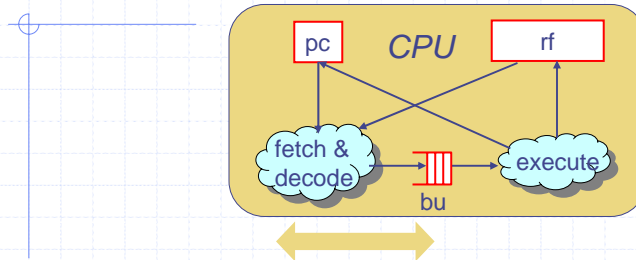 pc
CPU
rf
fetch &
decode
execute
bu